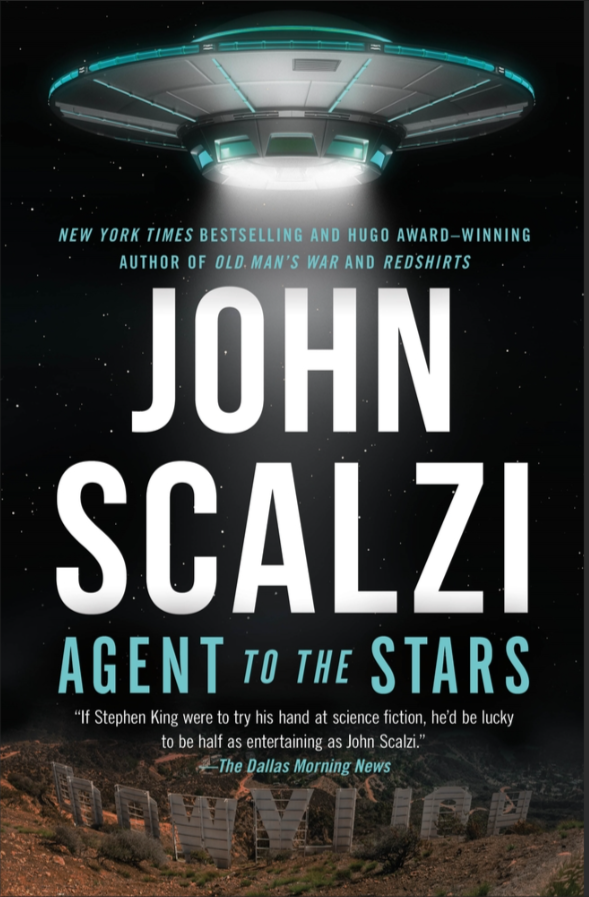 NEW YORK TIMES BESTSELLING AND HUGO AWARD–WINNING
AUTHOR OF OLD MAN'S WAR AND REDSHIRTS
JOHN
SCALZI
AGENT TO THE STARS
“If Stephen King were to try his hand at science fiction, he’d be lucky
to be half as entertaining as John Scalzi.”
—The Dallas Morning News